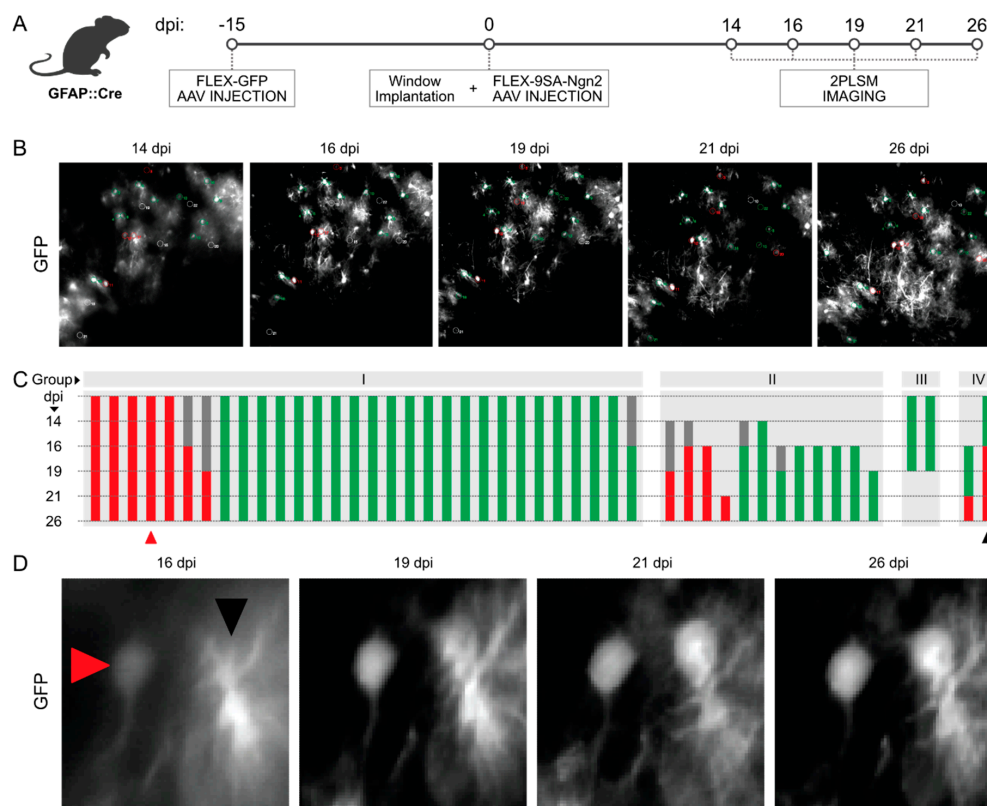 A
dpi:
-15
0
14
16
19
21
26
GFAP::Cre
FLEX-GFP
AAV INJECTION
Window
Implantation
+
FLEX-9SA-Ngn2
AAV INJECTION
2PLSM
IMAGING
B
14 dpi
16 dpi
19 dpi
21 dpi
26 dpi
GFP
C
Group
I
II
III
IV
dpi
14
16
19
21
26
D
16 dpi
19 dpi
21 dpi
26 dpi
GFP